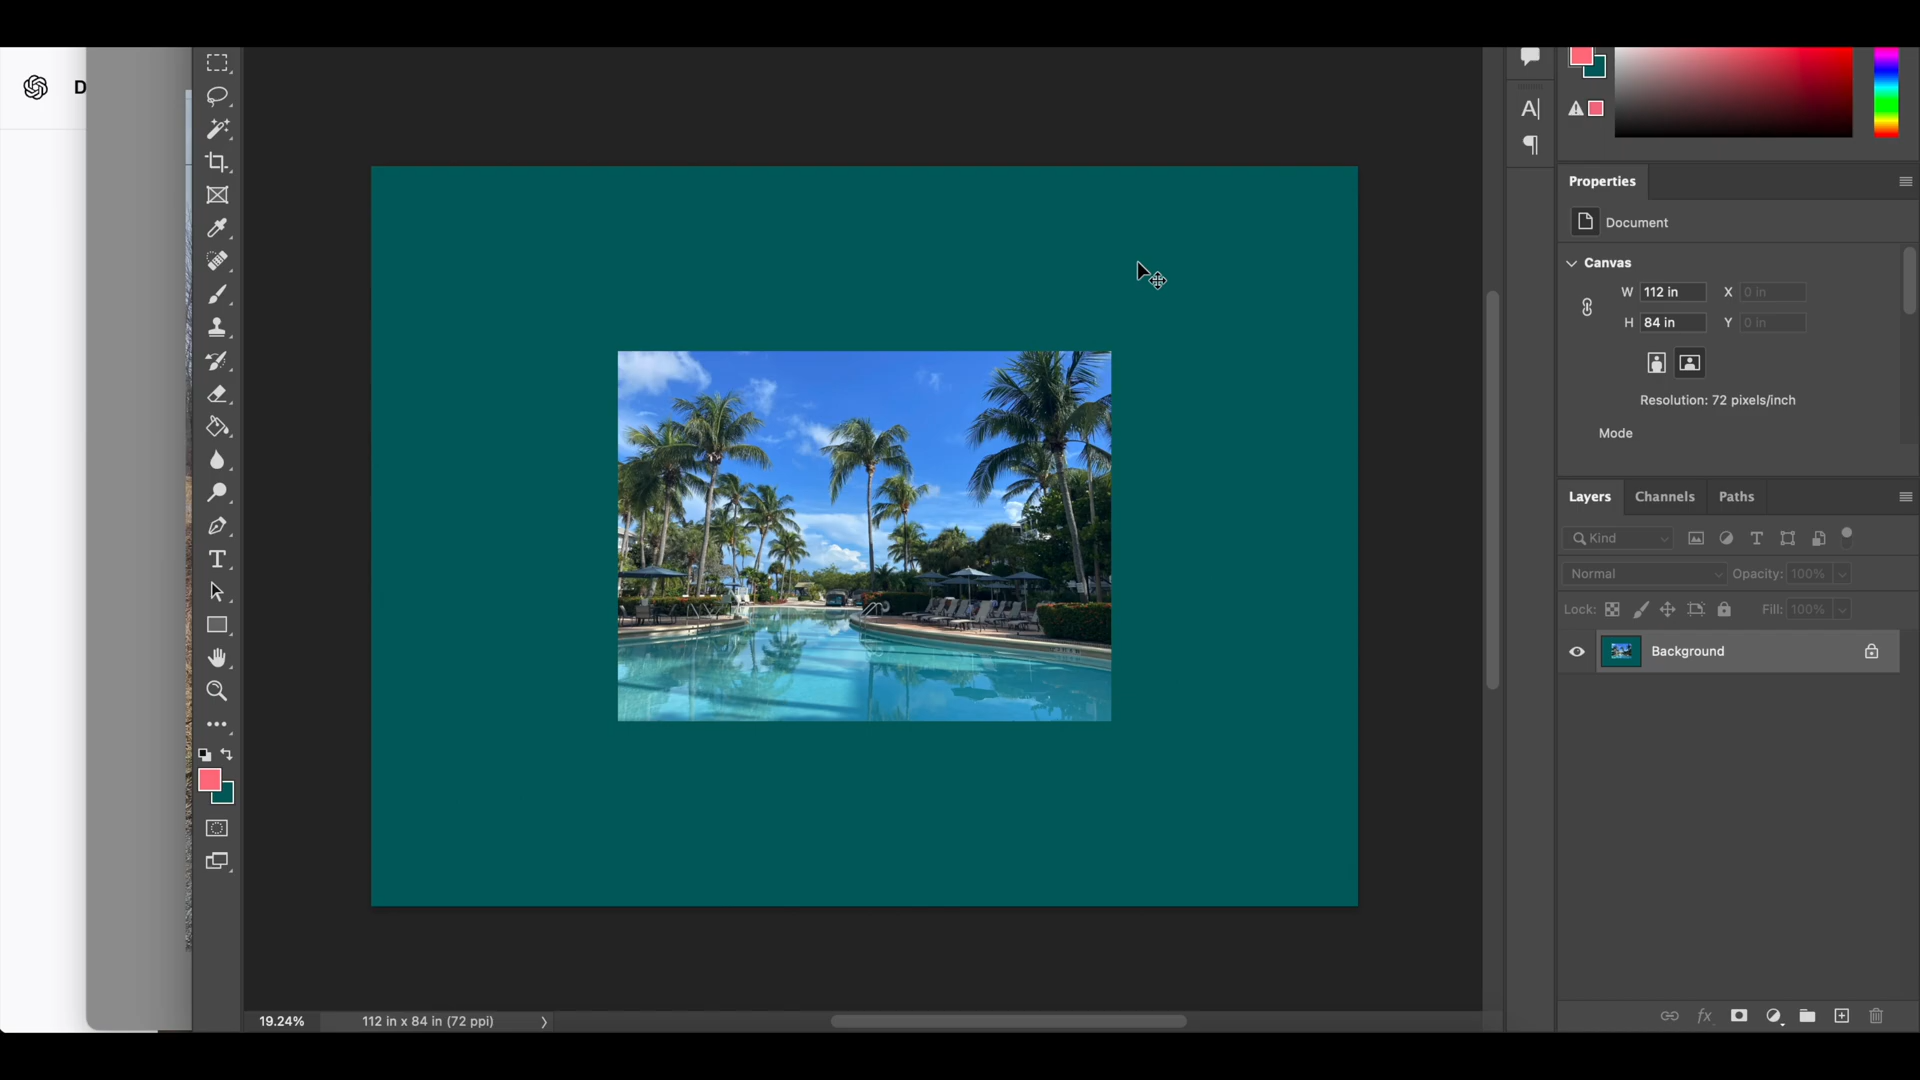 D
A|
Properties
Document
Canvas
W 112 in X 0 in
H 84 in Y 0 in
Resolution: 72 pixels/inch
Mode
Layers Channels Paths
Kind
T
Normal Opacity: 100%
Lock: Fill: 100%
Background
T
fx
19.24% 112 in x 84 in (72 ppi)